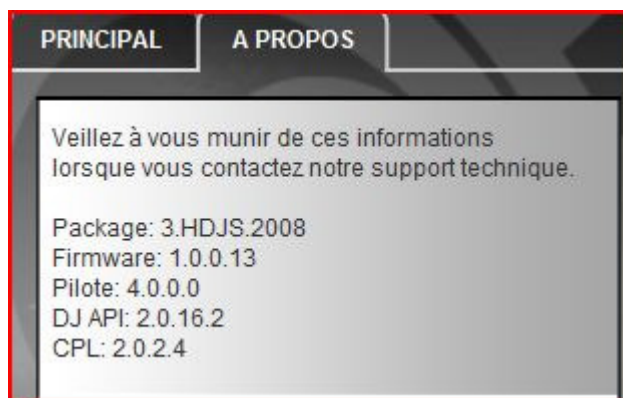 PRINCIPAL A PROPOS
Veillez à vous munir de ces informations
lorsque vous contactez notre support technique.
Package: 3.HDJS.2008
Firmware: 1.0.0.13
Pilote: 4.0.0.0
DJ API: 2.0.16.2
CPL: 2.0.2.4